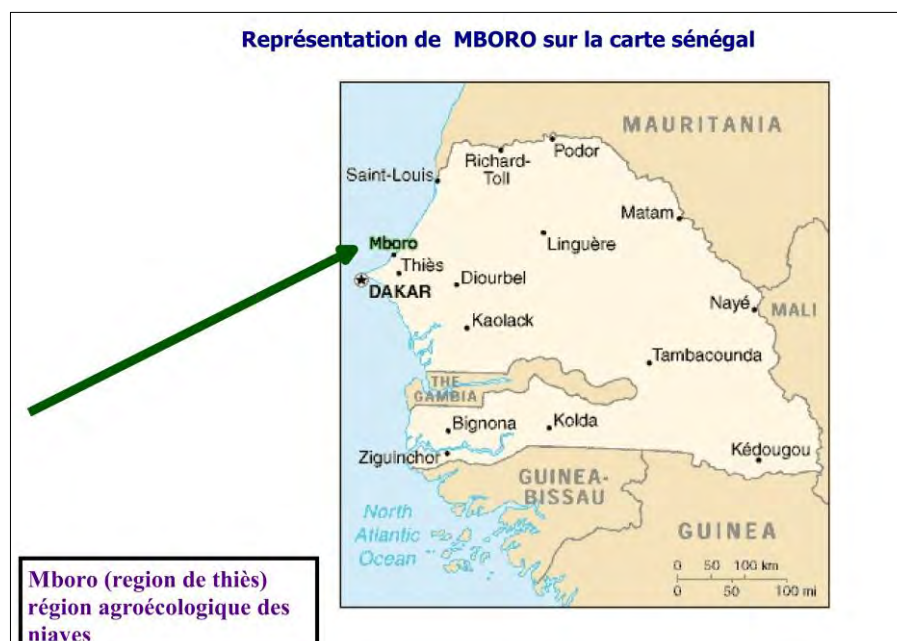 Représentation de MBORO sur la carte sénégal
MAURITANIA
Podor
Richard-
Toll
Saint-Louis
Matam
Mboro
Linguère
Thiès
DAKAR
Diourbel
Nayé
MALI
Kaolack
Tambacounda
THE
GAMBIA
Bignona
Kolda
Ziguinchor
Kédougou
GUINEA-
BISSAU
North
Atlantic
Ocean
GUINEA
0 50 100 km
0 50 100 mi
Mboro (region de thiès)
région agroécologique des
niayes